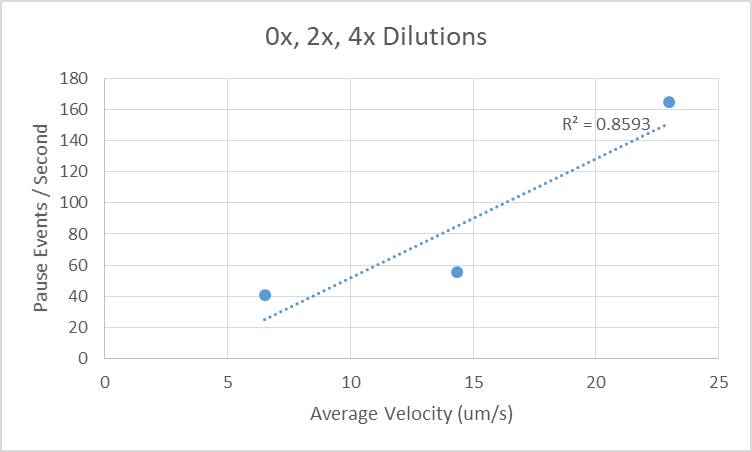 0x, 2x, 4x Dilutions
Pause Events / Second
180
160
140
120
100
80
60
40
20
0
R² = 0.8593
0 5 10 15 20 25
Average Velocity (um/s)